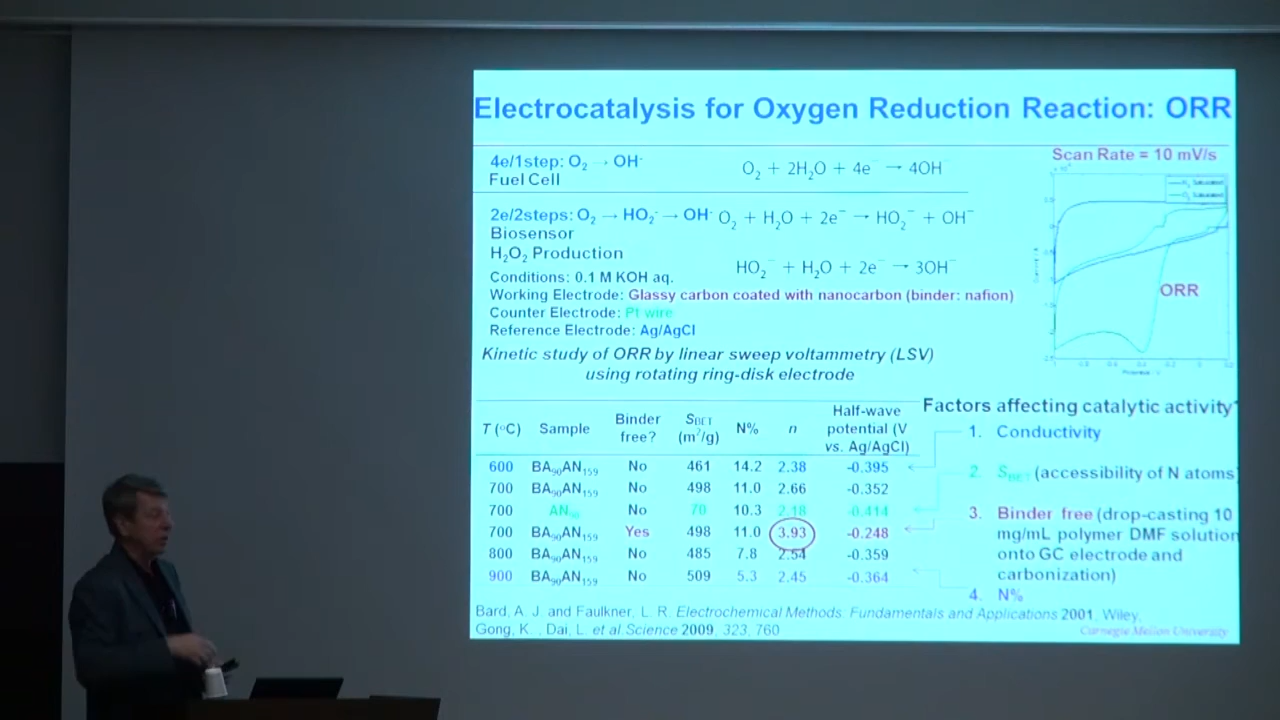 Electrocatalysis for Oxygen Reduction Reaction: ORR
4e/1step: O₂ → OH⁻
Fuel Cell
O₂ + 2H₂O + 4e⁻ → 4OH⁻
2e/2steps: O₂ → HO₂⁻ → OH⁻
O₂ + H₂O + 2e⁻ → HO₂⁻ + OH⁻
Biosensor
H₂O₂ Production
HO₂⁻ + H₂O + 2e⁻ → 3OH⁻
Conditions: 0.1 M KOH aq.
Working Electrode: Glassy carbon coated with nanocarbon (binder: nafion)
Counter Electrode: Pt wire
Reference Electrode: Ag/AgCl
Scan Rate = 10 mV/s
ORR
Kinetic study of ORR by linear sweep voltammetry (LSV)
using rotating ring-disk electrode
T (°C) Sample Binder free? S_BET (m²/g) N% n Half-wave potential (V vs. Ag/AgCl)
600 BA₉₀AN₁₅₉ No 461 14.2 2.38 -0.395
700 BA₉₀AN₁₅₉ No 498 11.0 2.66 -0.352
700 AN No 70 10.3 2.18 -0.414
700 BA₉₀AN₁₅₉ Yes 498 11.0 3.93 -0.248
800 BA₉₀AN₁₅₉ No 485 7.8 2.54 -0.359
900 BA₉₀AN₁₅₉ No 509 5.3 2.45 -0.364
Factors affecting catalytic activity
1. Conductivity
2. S_BET (accessibility of N atoms)
3. Binder free (drop-casting 10
mg/mL polymer DMF solution
onto GC electrode and
carbonization)
4. N%
Bard, A. J. and Faulkner, L. R. Electrochemical Methods. Fundamentals and Applications 2001, Wiley.
Gong, K., Dai, L. et al Science 2009, 323, 760
Carnegie Mellon University